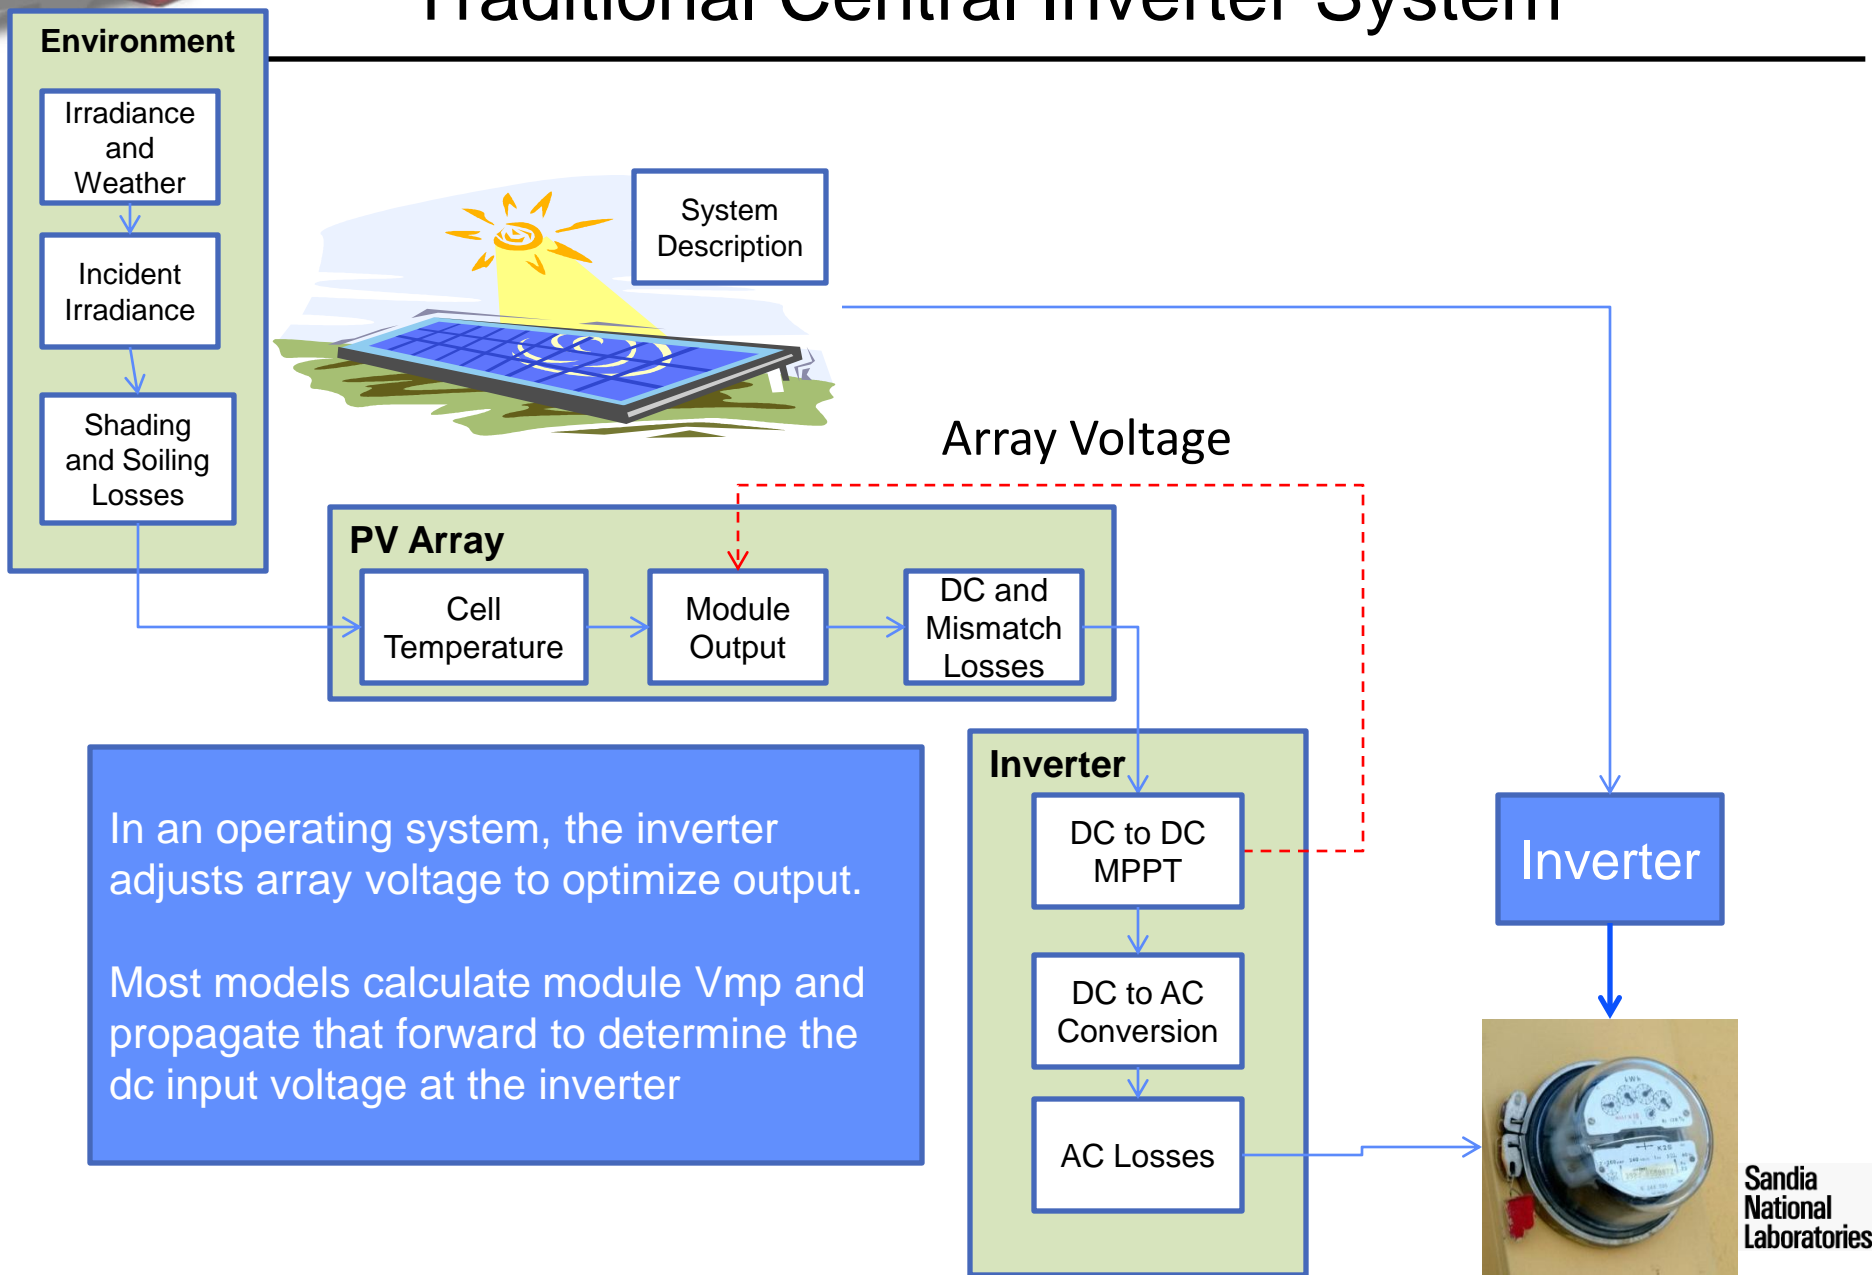 Traditional Central Inverter System
Environment
Irradiance
and
Weather
Incident
Irradiance
Shading
and Soiling
Losses
System
Description
Array Voltage
PV Array
Cell
Temperature
Module
Output
DC and
Mismatch
Losses
In an operating system, the inverter
adjusts array voltage to optimize output.
Most models calculate module Vmp and
propagate that forward to determine the
dc input voltage at the inverter
Inverter
DC to DC
MPPT
DC to AC
Conversion
AC Losses
Inverter
kWh
Sandia
National
Laboratories